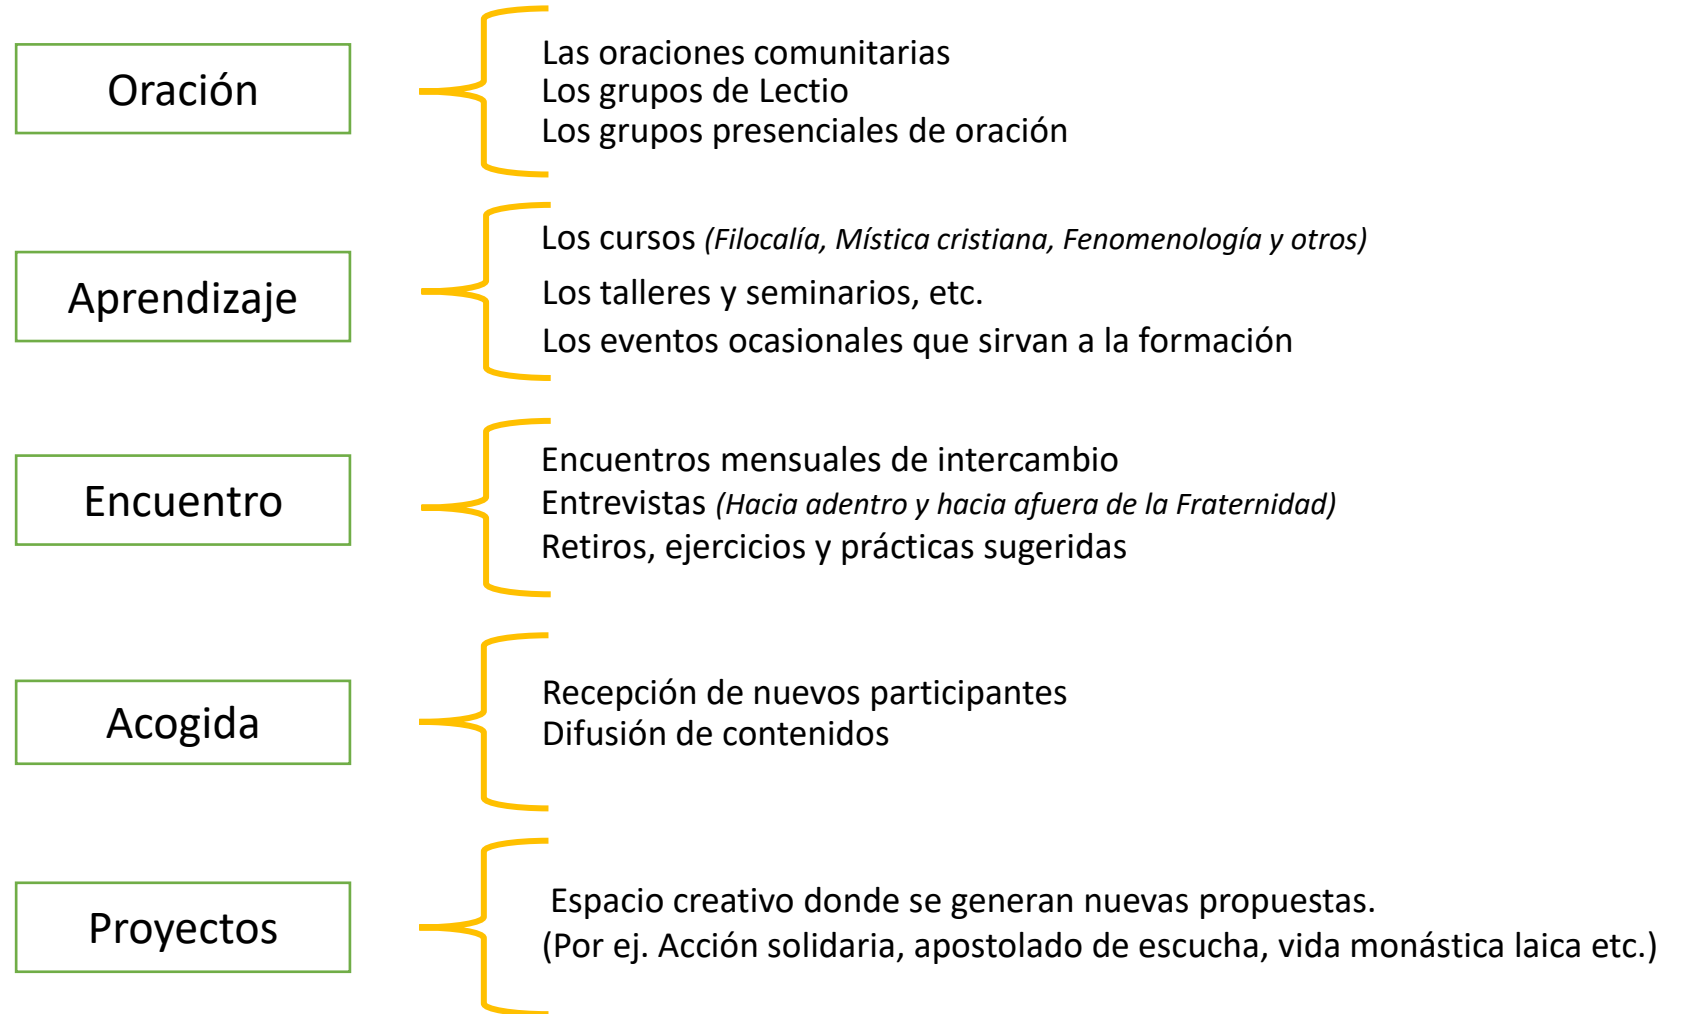 Oración
Las oraciones comunitarias
Los grupos de Lectio
Los grupos presenciales de oración
Aprendizaje
Los cursos (Filocalía, Mística cristiana, Fenomenología y otros)
Los talleres y seminarios, etc.
Los eventos ocasionales que sirvan a la formación
Encuentro
Encuentros mensuales de intercambio
Entrevistas (Hacia adentro y hacia afuera de la Fraternidad)
Retiros, ejercicios y prácticas sugeridas
Acogida
Recepción de nuevos participantes
Difusión de contenidos
Proyectos
Espacio creativo donde se generan nuevas propuestas.
(Por ej. Acción solidaria, apostolado de escucha, vida monástica laica etc.)